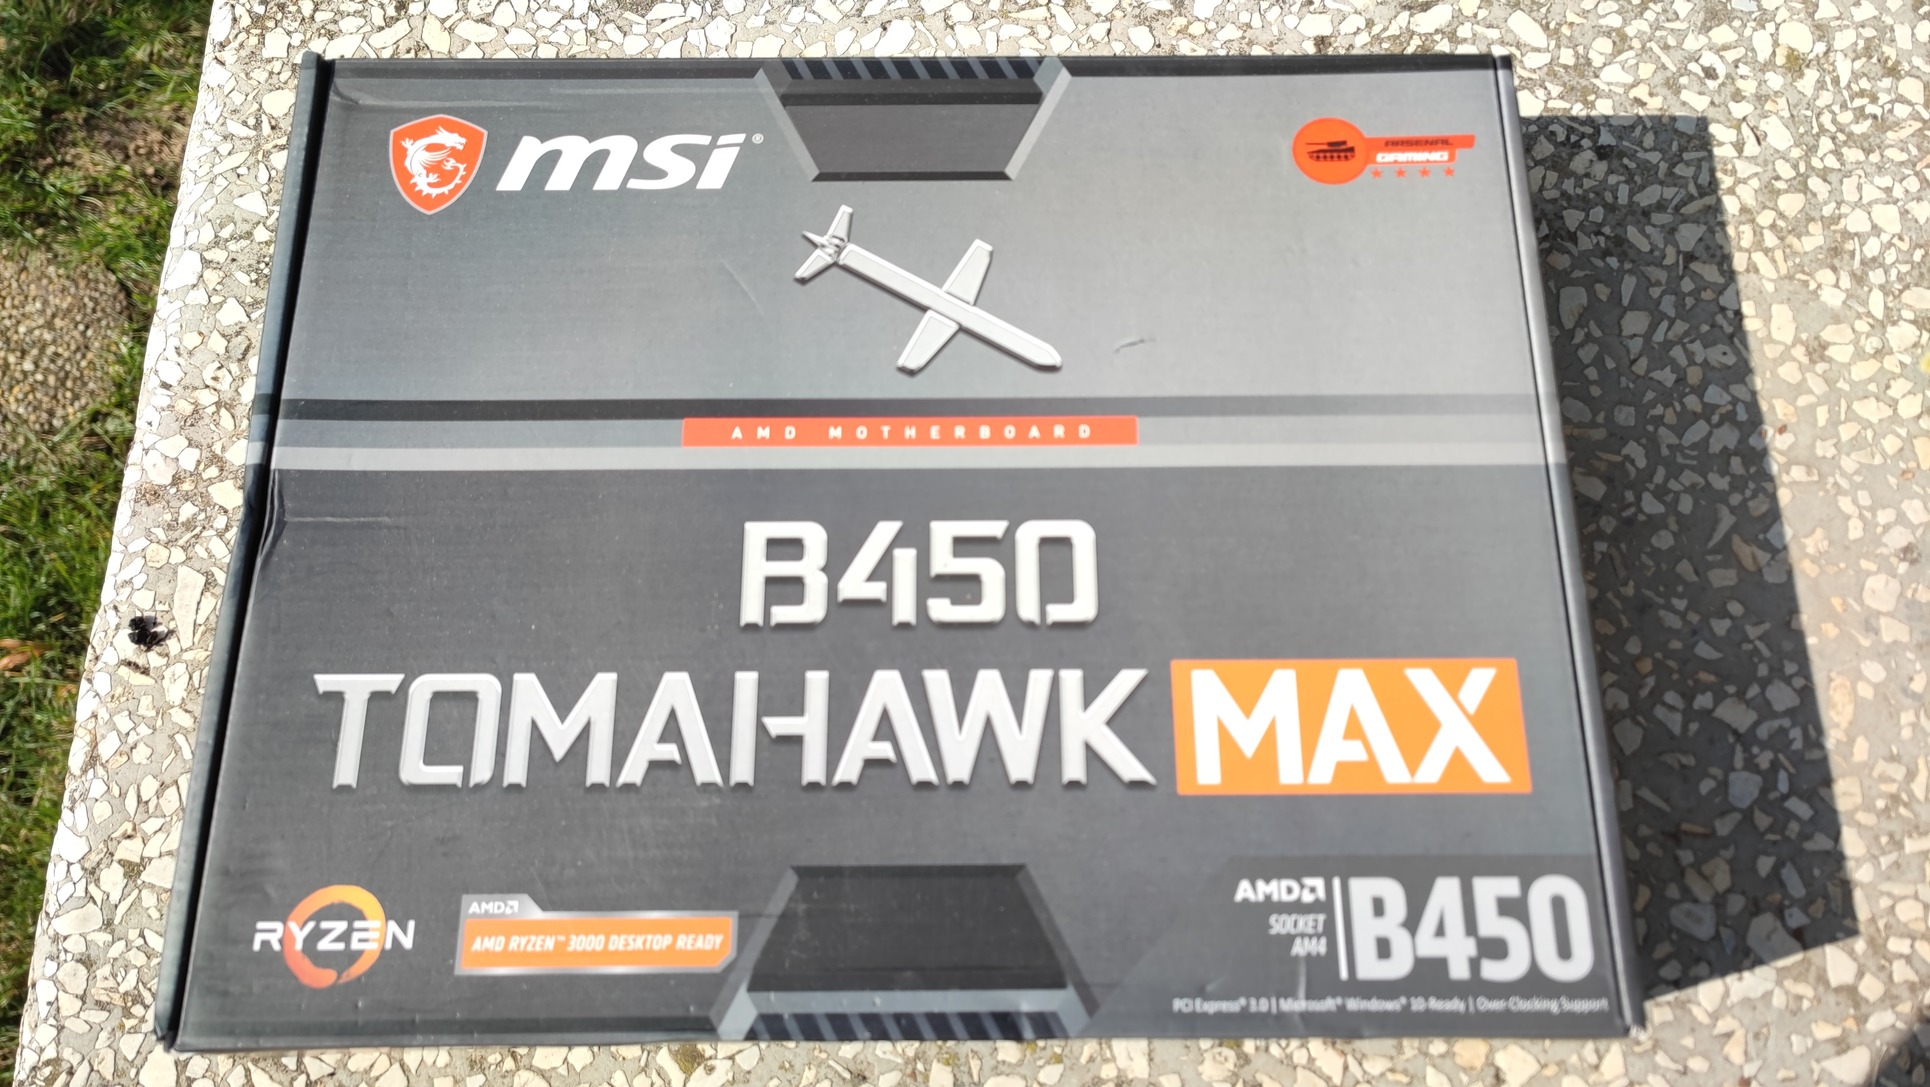 msi®
ARSENAL
GAMING
AMD MOTHERBOARD
B450
TOMAHAWK MAX
RYZEN
AMD
AMD RYZEN™ 3000 DESKTOP READY
AMD
SOCKET
AM4
B450
PCI Express® 3.0 | Microsoft® Windows® 10 Ready | Over Clocking Support